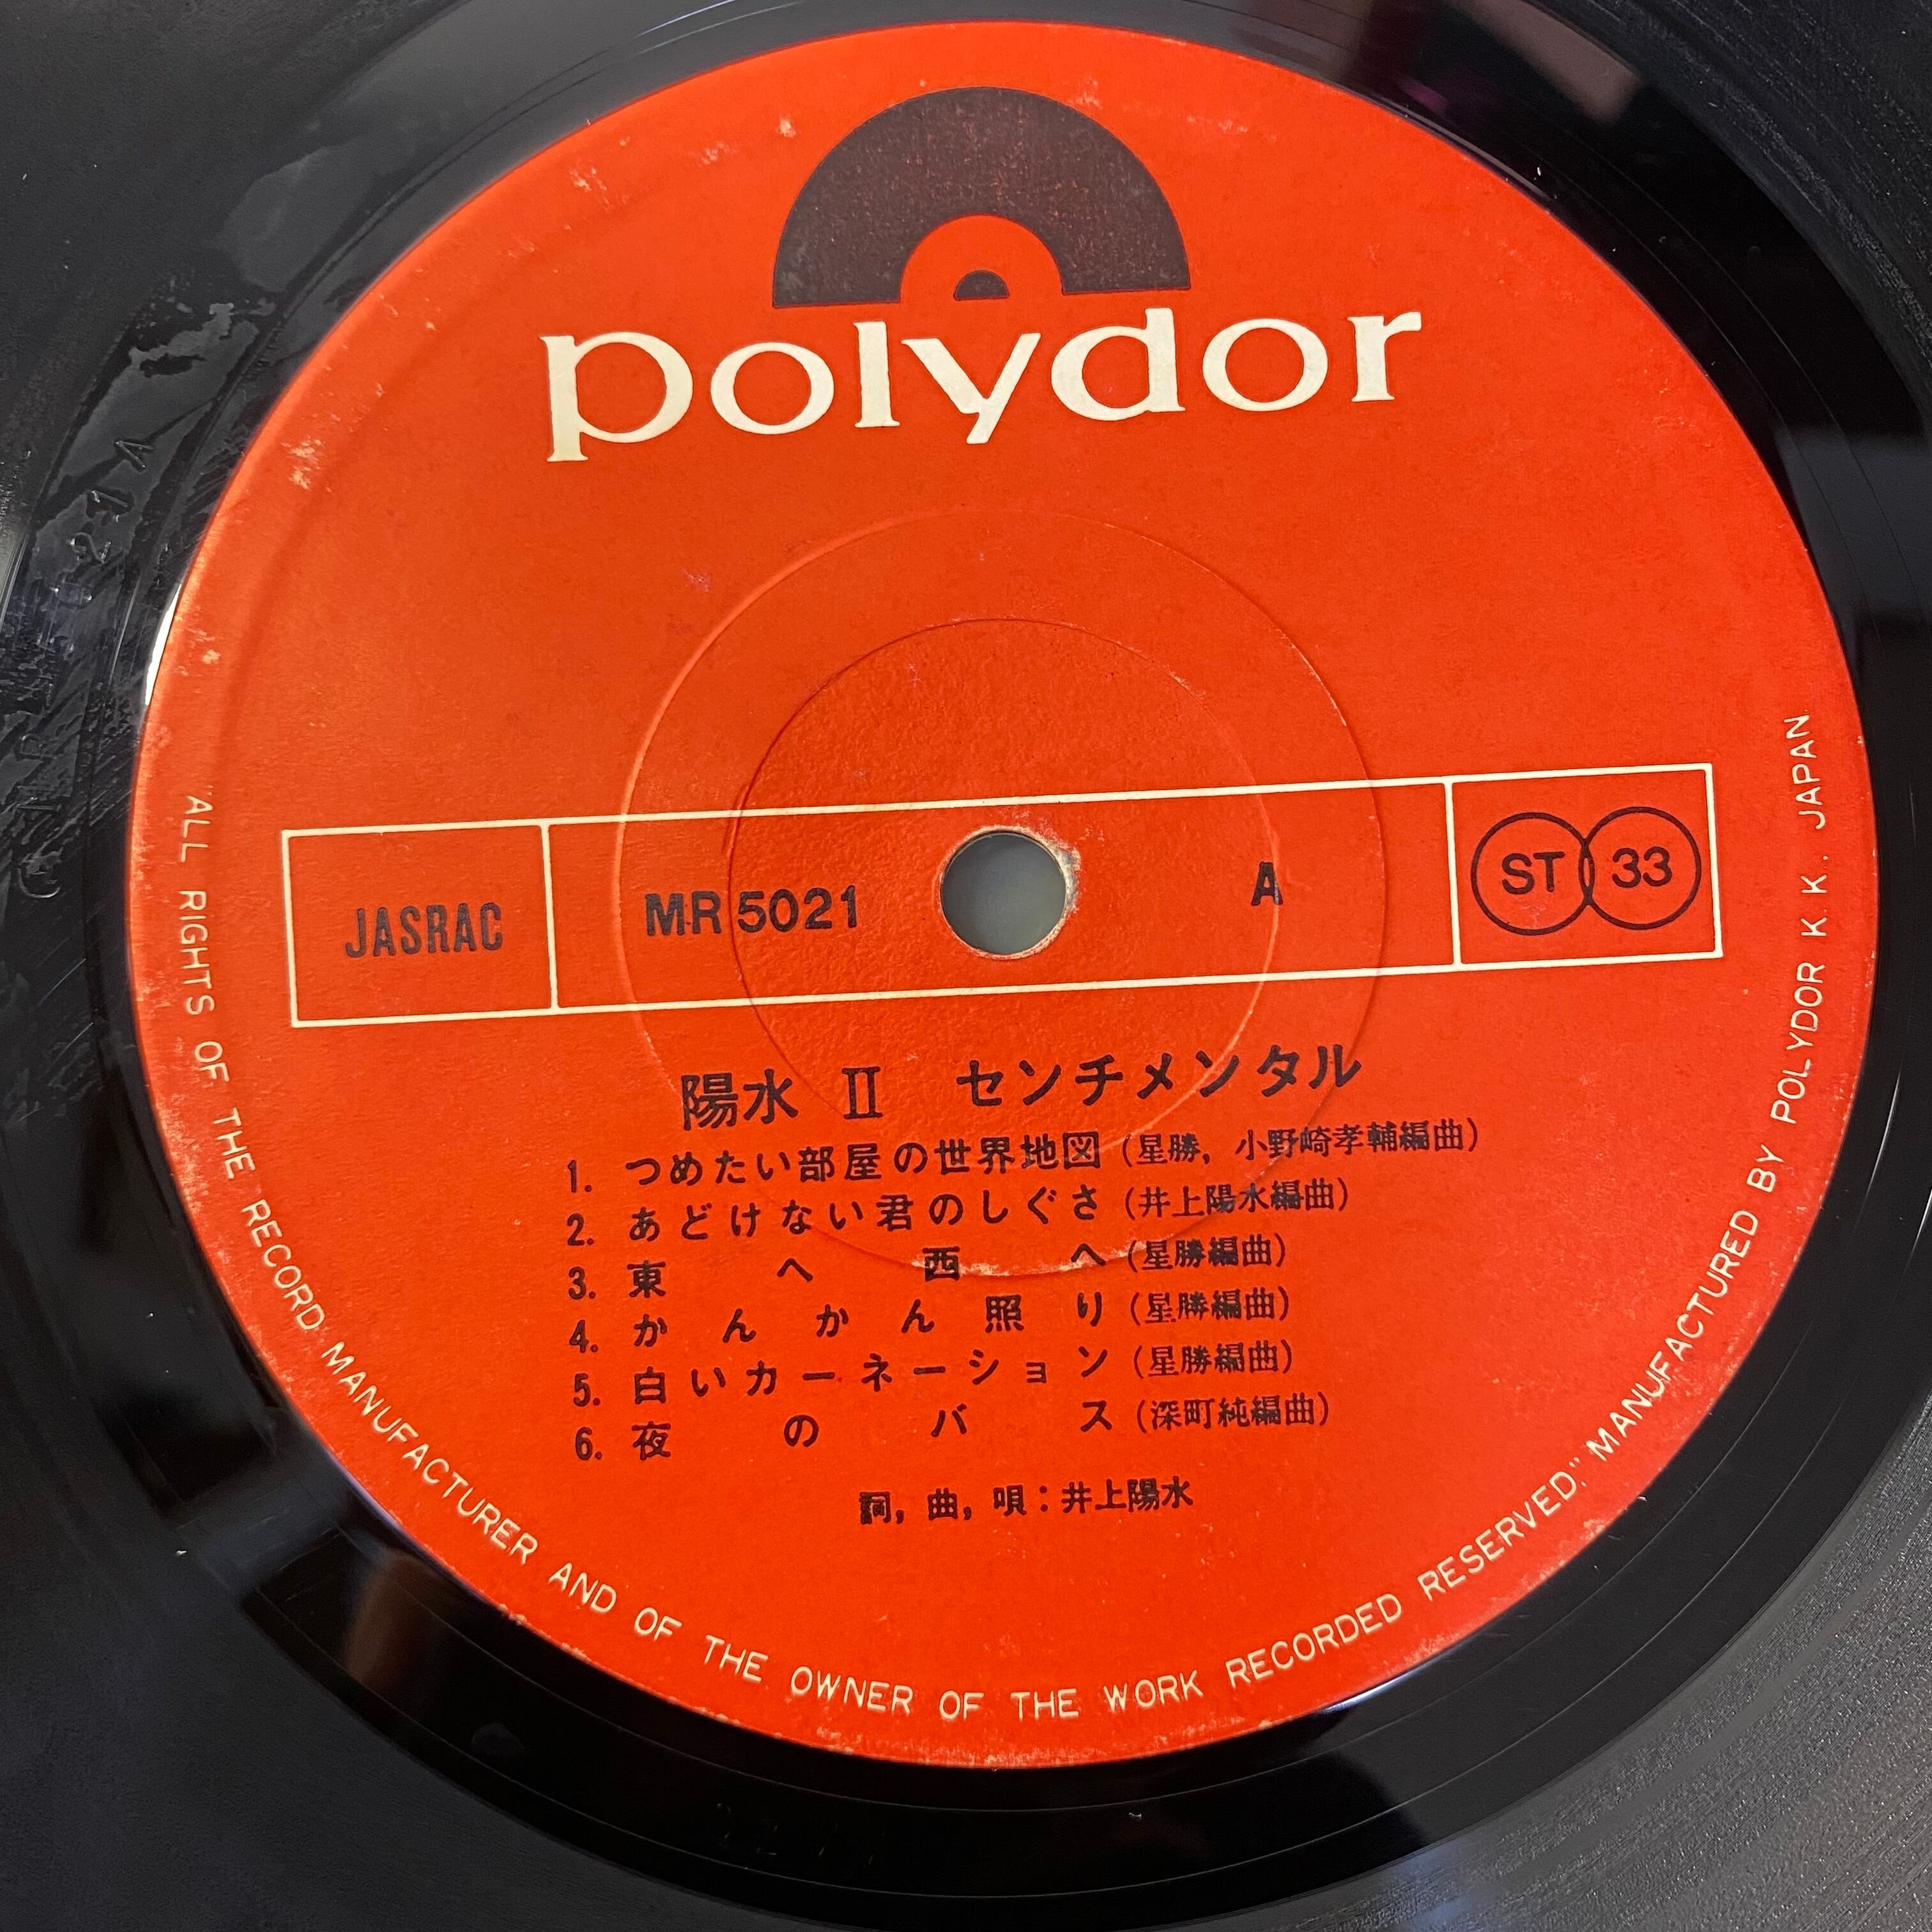 polydor
JASRAC
MR 5021
A
ST 33
陽水 Ⅱ センチメンタル
1. つめたい部屋の世界地図 (星勝, 小野崎孝輔編曲)
2. あどけない君のしぐさ (井上陽水編曲)
3. 東へ西へ (星勝編曲)
4. かんかん照り (星勝編曲)
5. 白いカーネーション (星勝編曲)
6. 夜のバス (深町純編曲)
詞, 曲, 唄：井上陽水
"ALL RIGHTS OF THE RECORD MANUFACTURER AND OF THE OWNER OF THE WORK RECORDED RESERVED." MANUFACTURED BY POLYDOR K.K. JAPAN